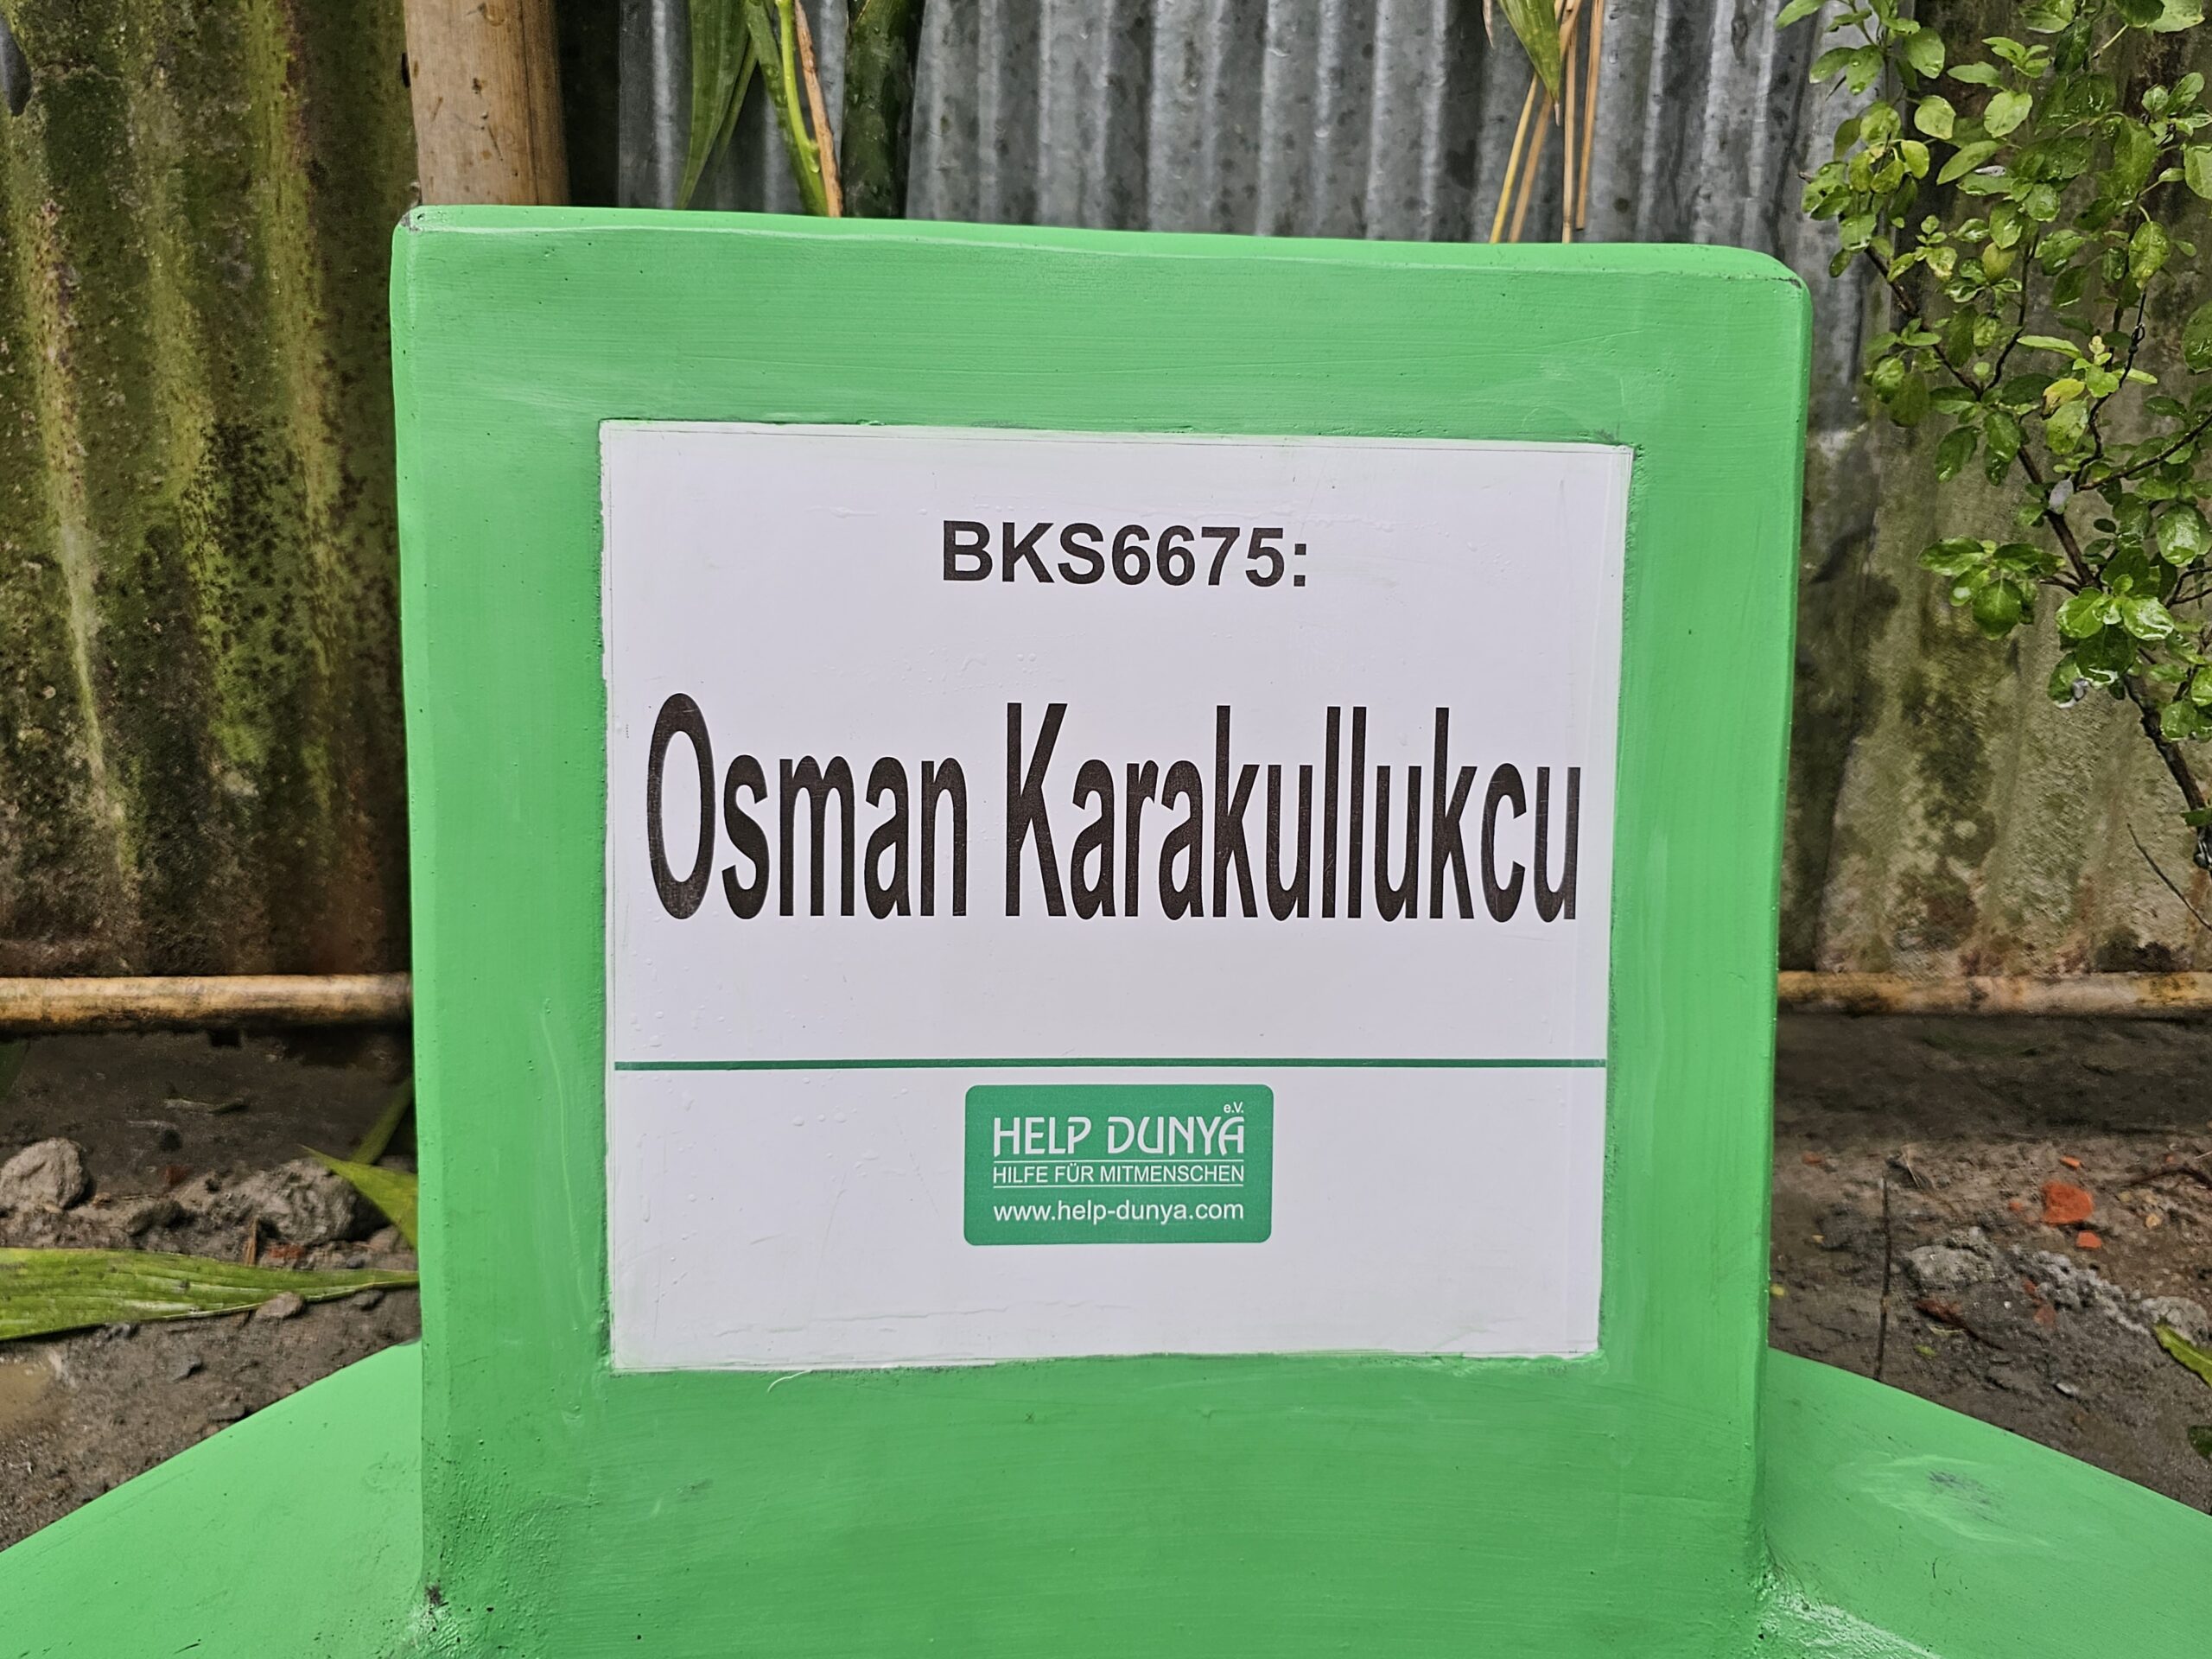 BKS6675:
Osman Karakullukcu
e.V.
HELP DUNYA
HILFE FÜR MITMENSCHEN
www.help-dunya.com